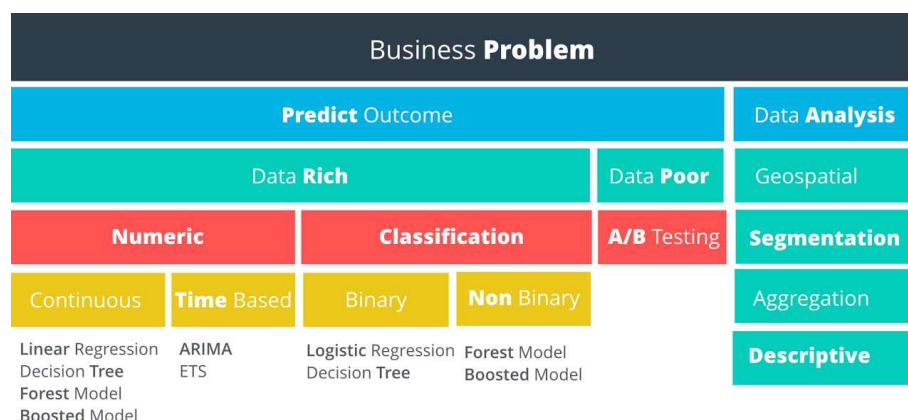 Business Problem
Predict Outcome
Data Analysis
Data Rich
Data Poor
Geospatial
Numeric
Classification
A/B Testing
Segmentation
Continuous
Time Based
Binary
Non Binary
Aggregation
Linear Regression
Decision Tree
Forest Model
Boosted Model
ARIMA
ETS
Logistic Regression
Decision Tree
Forest Model
Boosted Model
Descriptive